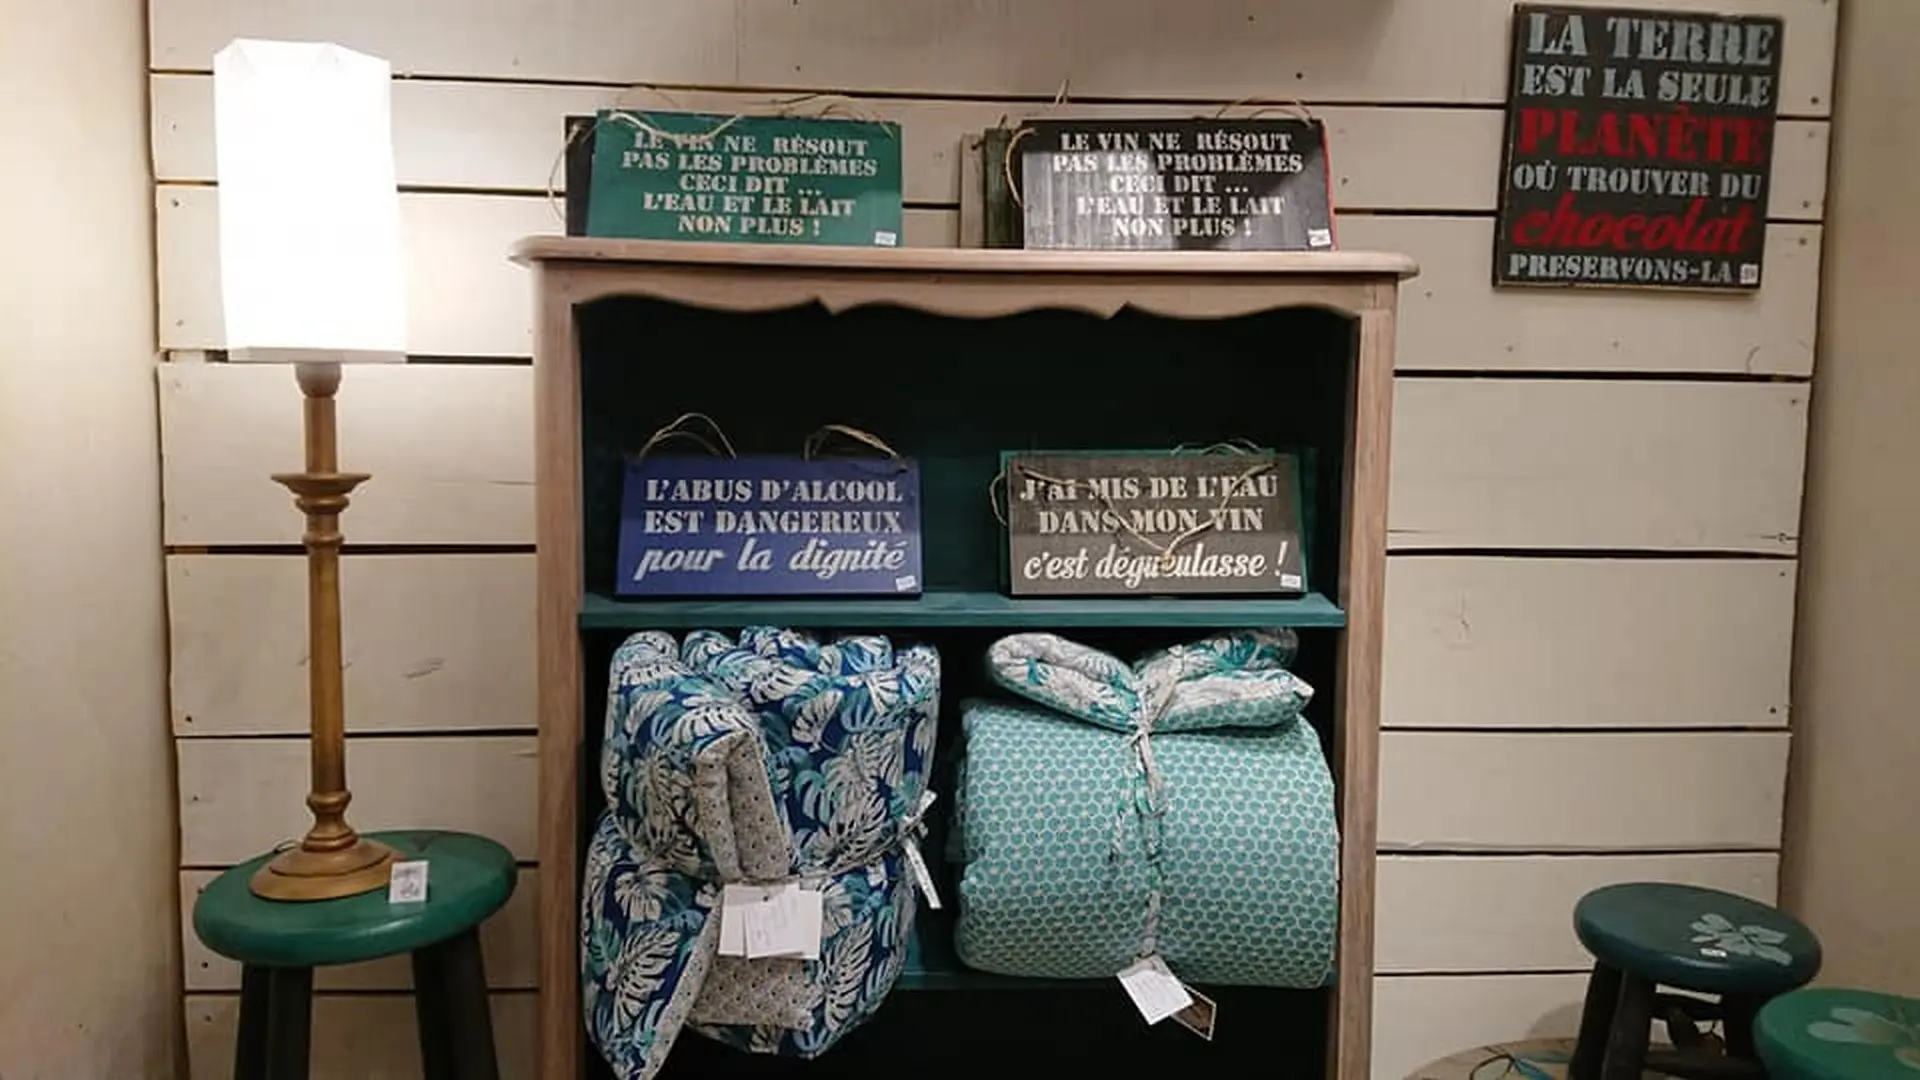 LE VIN NE RÉSOUT
PAS LES PROBLÈMES
CECI DIT ...
L'EAU ET LE LAIT
NON PLUS !
LE VIN NE RÉSOUT
PAS LES PROBLÈMES
CECI DIT ...
L'EAU ET LE LAIT
NON PLUS !
LA TERRE
EST LA SEULE
PLANÈTE
OÙ TROUVER DU
chocolat
PRESERVONS-LA
L'ABUS D'ALCOOL
EST DANGEREUX
pour la dignité
J'AI MIS DE L'EAU
DANS MON VIN
c'est dégueulasse !